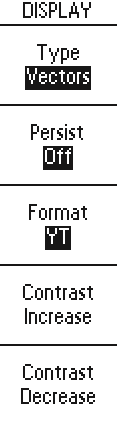 DISPLAY
Type
Vectors
Persist
Off
Format
YT
Contrast
Increase
Contrast
Decrease